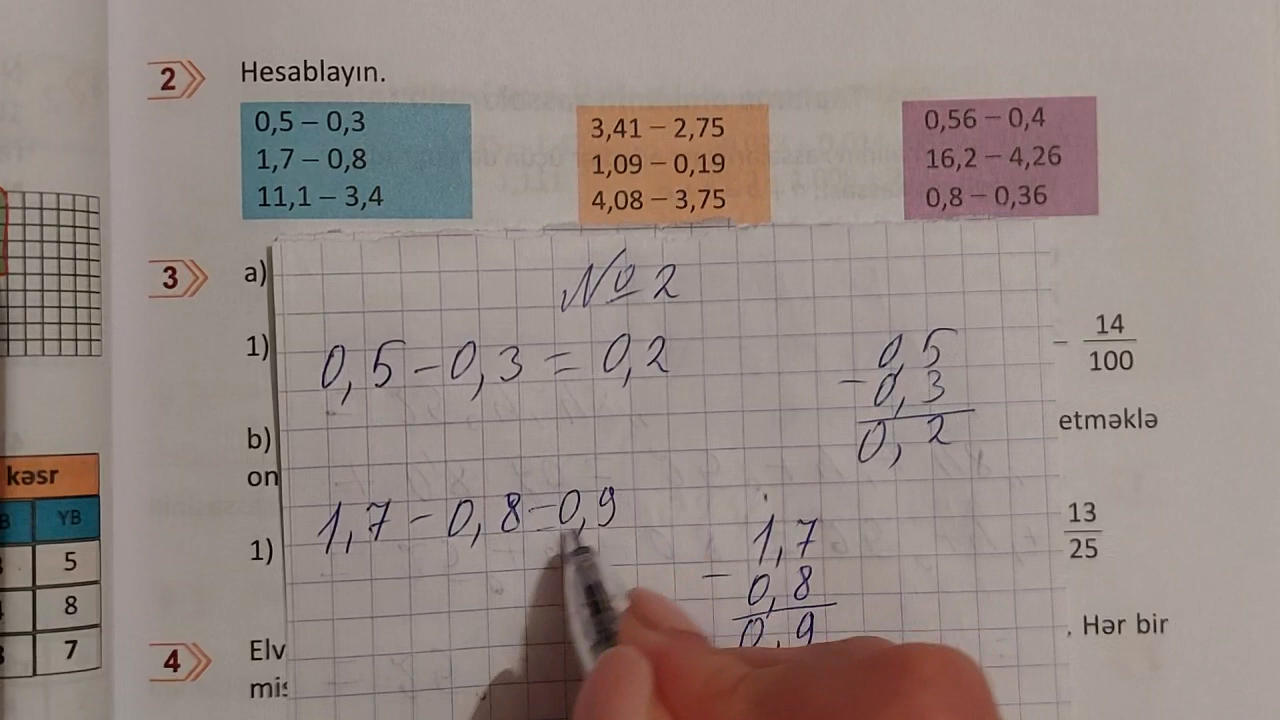 2 Hesablayın.
0,5 – 0,3
1,7 – 0,8
11,1 – 3,4
3,41 – 2,75
1,09 – 0,19
4,08 – 3,75
0,56 – 0,4
16,2 – 4,26
0,8 – 0,36
3 a)
№ 2
1)
0,5 – 0,3 = 0,2
0,5
– 0,3
0,2
– 14/100
b)
etməklə
on
1,7 – 0,8 = 0,9
1,7
– 0,8
0,9
1)
13/25
. Hər bir
4 Elv
mis
kəsr
YB
5
8
7